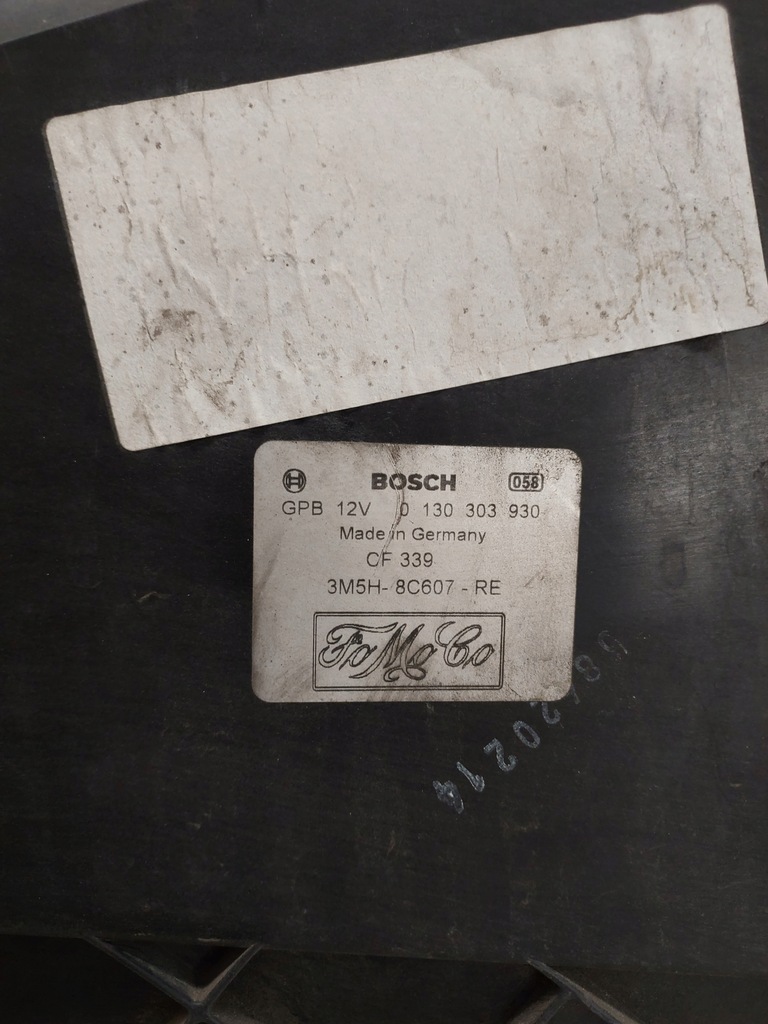 BOSCH 058
GPB 12V 0 130 303 930
Made in Germany
CF 339
3M5H- 8C607 - RE
FoMoCo